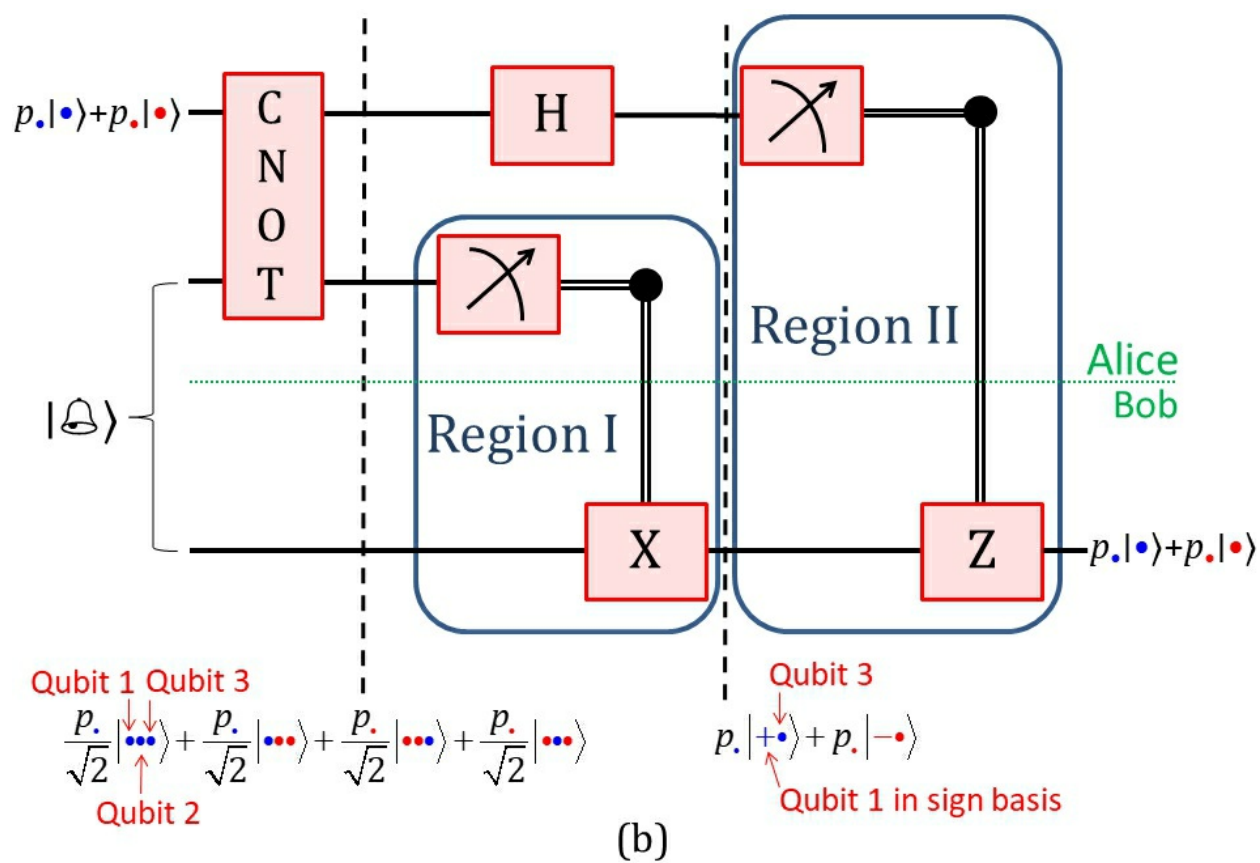 p.|•⟩+p.|•⟩
C
N
O
T
H
Region II
Alice
Bob
|🔔⟩
Region I
X
Z
p.|•⟩+p.|•⟩
Qubit 1 Qubit 3
p./√2 |•••⟩ + p./√2 |•••⟩ + p./√2 |•••⟩ + p./√2 |•••⟩
Qubit 2
Qubit 3
p.|+•⟩ + p.|−•⟩
Qubit 1 in sign basis
(b)